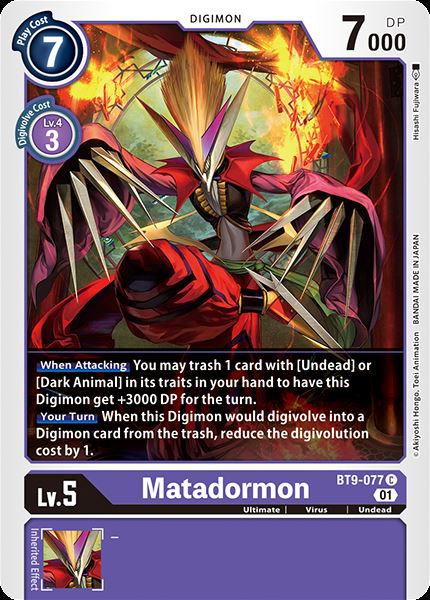 Play Cost
7
DIGIMON
7000
DP
Digivolve Cost
Lv.4
3
Hisashi Fujiwara
When Attacking You may trash 1 card with [Undead] or
[Dark Animal] in its traits in your hand to have this
Digimon get +3000 DP for the turn.
Your Turn When this Digimon would digivolve into a
Digimon card from the trash, reduce the digivolution
cost by 1.
©Akiyoshi Hongo, Toei Animation BANDAI MADE IN JAPAN
Lv.5
Matadormon
BT9-077 C
01
Ultimate | Virus | Undead
Inherited Effect
–